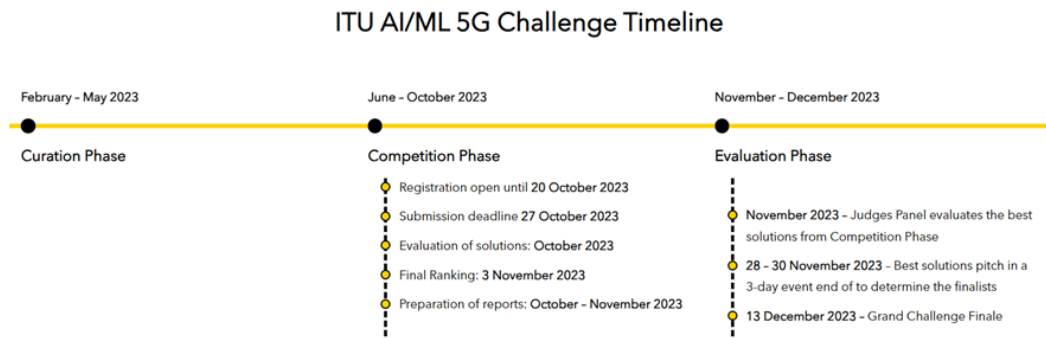 ITU AI/ML 5G Challenge Timeline
February – May 2023
June – October 2023
November – December 2023
Curation Phase
Competition Phase
Evaluation Phase
Registration open until 20 October 2023
Submission deadline 27 October 2023
Evaluation of solutions: October 2023
Final Ranking: 3 November 2023
Preparation of reports: October – November 2023
November 2023 – Judges Panel evaluates the best
solutions from Competition Phase
28 – 30 November 2023 – Best solutions pitch in a
3-day event end of to determine the finalists
13 December 2023 – Grand Challenge Finale